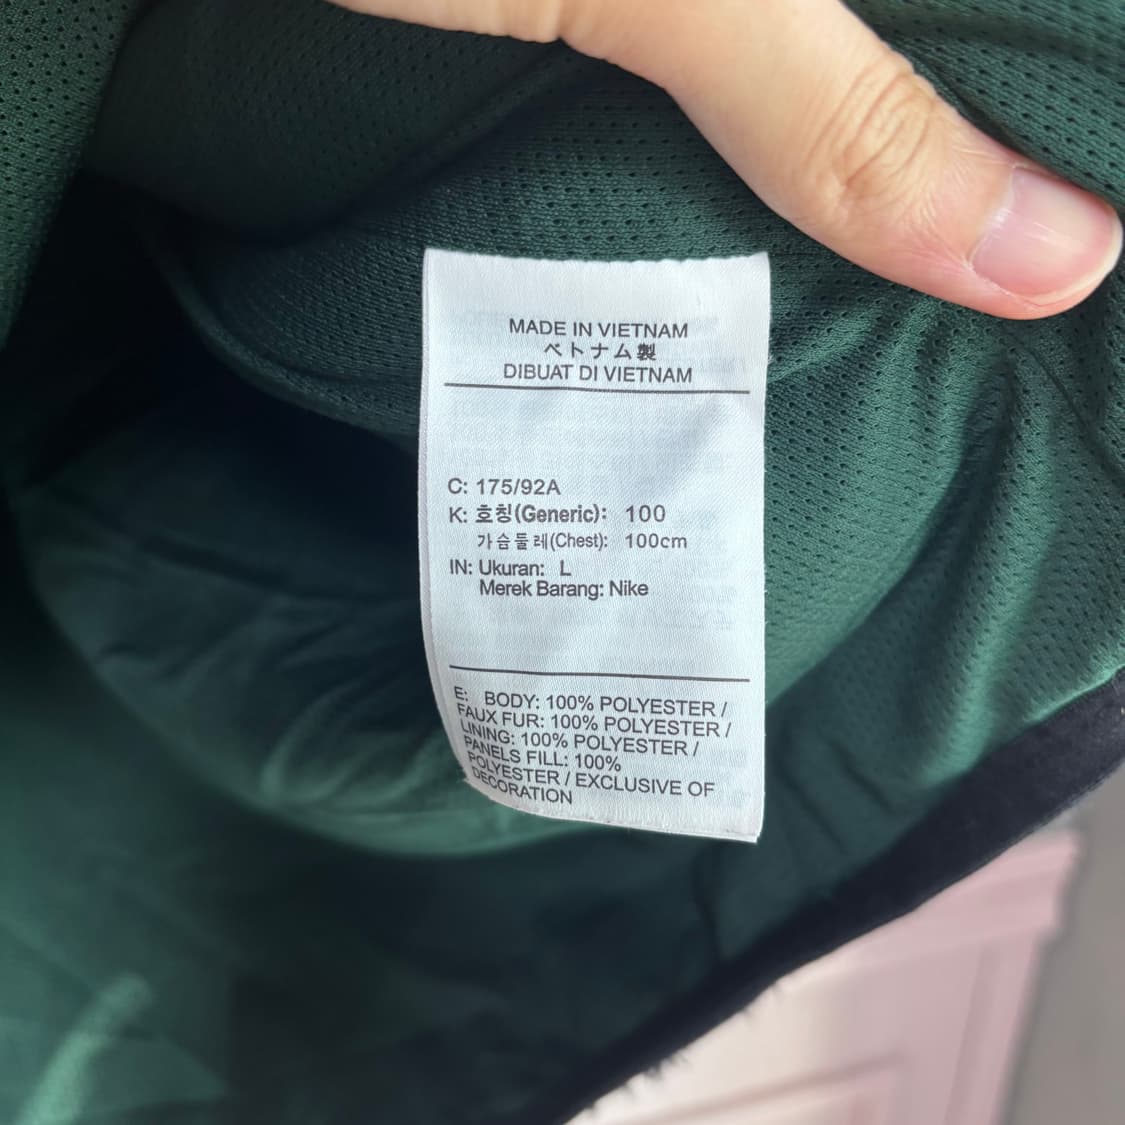 MADE IN VIETNAM
ベトナム製
DIBUAT DI VIETNAM
C: 175/92A
K: 호칭(Generic): 100
가슴둘레(Chest): 100cm
IN: Ukuran: L
Merek Barang: Nike
E: BODY: 100% POLYESTER /
FAUX FUR: 100% POLYESTER /
LINING: 100% POLYESTER /
PANELS FILL: 100%
POLYESTER / EXCLUSIVE OF
DECORATION